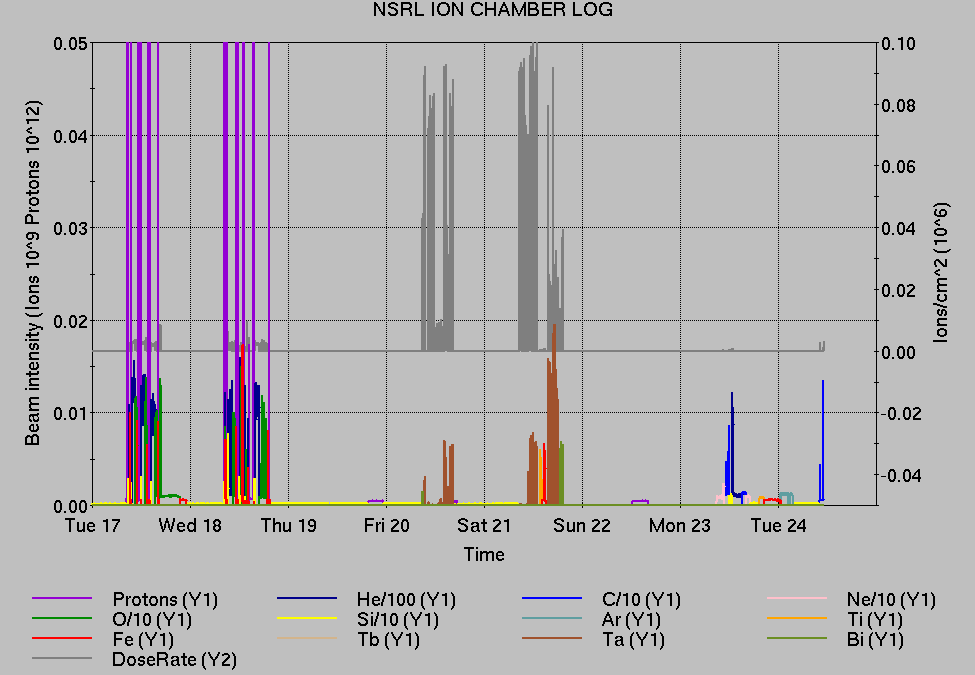 NSRL ION CHAMBER LOG
Beam intensity (Ions 10^9 Protons 10^12)
0.05
0.04
0.03
0.02
0.01
0.00
0.10
0.08
0.06
0.04
0.02
0.00
-0.02
-0.04
Ions/cm^2 (10^6)
Tue 17 Wed 18 Thu 19 Fri 20 Sat 21 Sun 22 Mon 23 Tue 24
Time
Protons (Y1) He/100 (Y1) C/10 (Y1) Ne/10 (Y1)
O/10 (Y1) Si/10 (Y1) Ar (Y1) Ti (Y1)
Fe (Y1) Tb (Y1) Ta (Y1) Bi (Y1)
DoseRate (Y2)